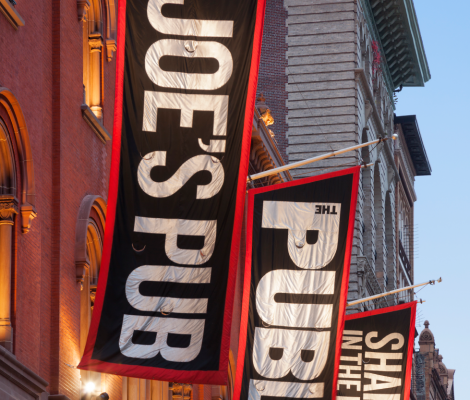 JOE'S PUB
THE
PUBL
SHA
IN THE